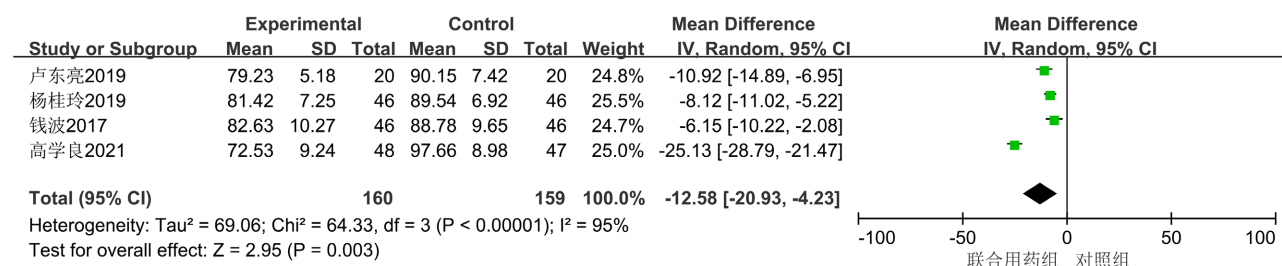 Experimental Control Mean Difference Mean Difference
Study or Subgroup Mean SD Total Mean SD Total Weight IV, Random, 95% CI IV, Random, 95% CI
卢东亮2019 79.23 5.18 20 90.15 7.42 20 24.8% -10.92 [-14.89, -6.95]
杨桂玲2019 81.42 7.25 46 89.54 6.92 46 25.5% -8.12 [-11.02, -5.22]
钱波2017 82.63 10.27 46 88.78 9.65 46 24.7% -6.15 [-10.22, -2.08]
高学良2021 72.53 9.24 48 97.66 8.98 47 25.0% -25.13 [-28.79, -21.47]
Total (95% CI) 160 159 100.0% -12.58 [-20.93, -4.23]
Heterogeneity: Tau² = 69.06; Chi² = 64.33, df = 3 (P < 0.00001); I² = 95%
Test for overall effect: Z = 2.95 (P = 0.003)
-100 -50 0 50 100
联合用药组 对照组